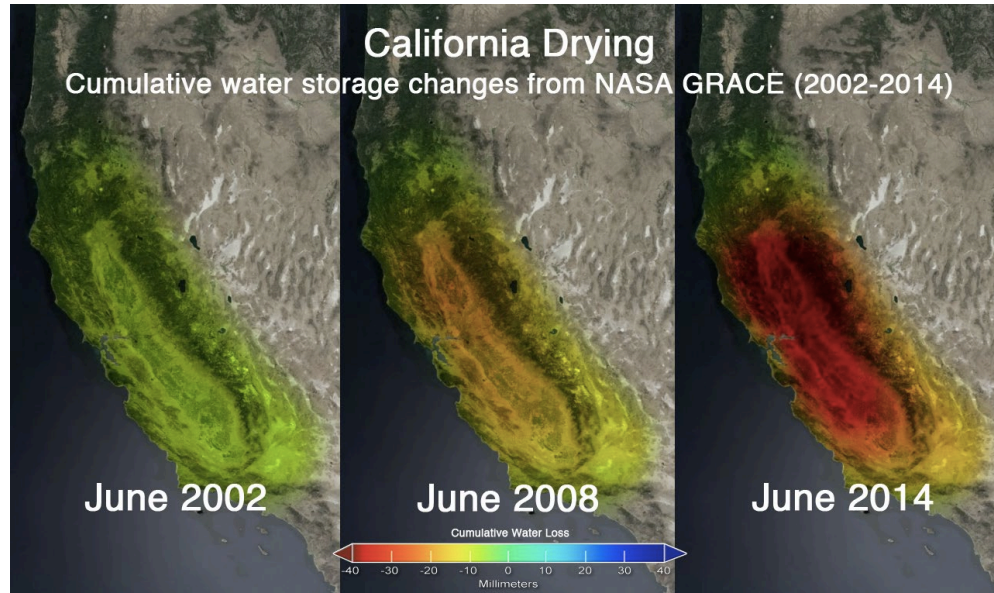 California Drying
Cumulative water storage changes from NASA GRACE (2002-2014)
June 2002
June 2008
June 2014
Cumulative Water Loss
-40 -30 -20 -10 0 10 20 30 40
Millimeters